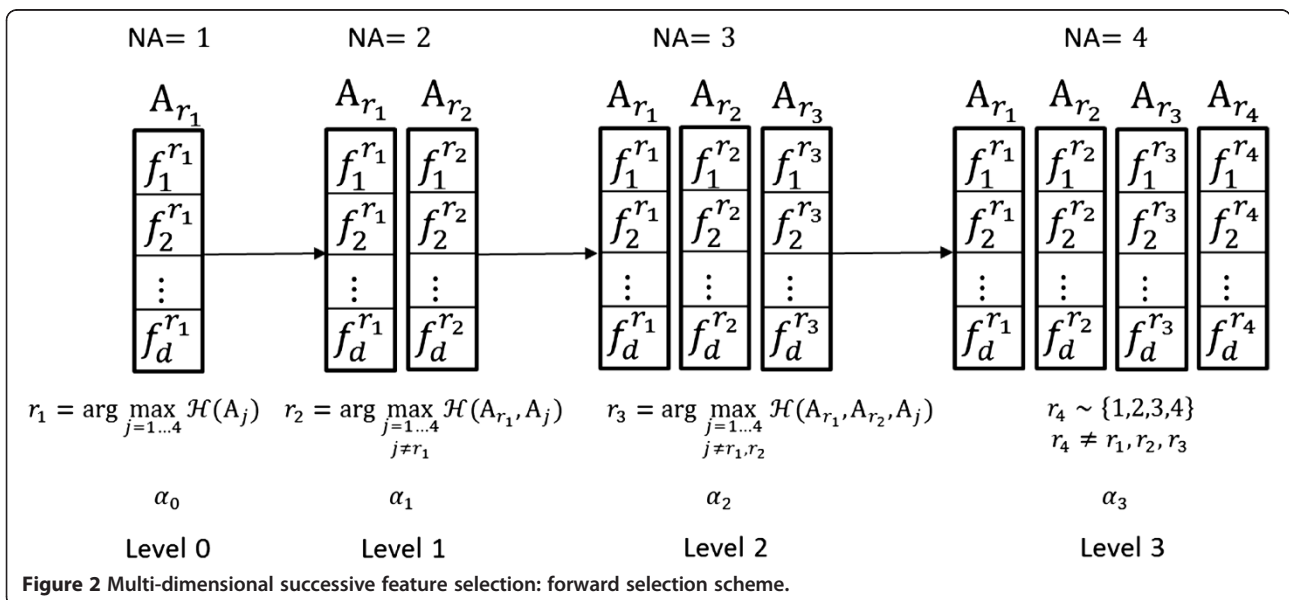 NA= 1 NA= 2 NA= 3 NA= 4
A_{r_1} A_{r_1} A_{r_2} A_{r_1} A_{r_2} A_{r_3} A_{r_1} A_{r_2} A_{r_3} A_{r_4}
f_1^{r_1} f_1^{r_1} f_1^{r_2} f_1^{r_1} f_1^{r_2} f_1^{r_3} f_1^{r_1} f_1^{r_2} f_1^{r_3} f_1^{r_4}
f_2^{r_1} f_2^{r_1} f_2^{r_2} f_2^{r_1} f_2^{r_2} f_2^{r_3} f_2^{r_1} f_2^{r_2} f_2^{r_3} f_2^{r_4}
⋮ ⋮ ⋮ ⋮ ⋮ ⋮ ⋮ ⋮ ⋮ ⋮
f_d^{r_1} f_d^{r_1} f_d^{r_2} f_d^{r_1} f_d^{r_2} f_d^{r_3} f_d^{r_1} f_d^{r_2} f_d^{r_3} f_d^{r_4}
r_1 = arg max ℋ(A_j) r_2 = arg max ℋ(A_{r_1}, A_j) r_3 = arg max ℋ(A_{r_1}, A_{r_2}, A_j) r_4 ~ {1,2,3,4}
j=1…4 j=1…4 j=1…4
j≠r_1 j≠r_1,r_2 r_4 ≠ r_1, r_2, r_3
α_0 α_1 α_2 α_3
Level 0 Level 1 Level 2 Level 3
Figure 2 Multi-dimensional successive feature selection: forward selection scheme.